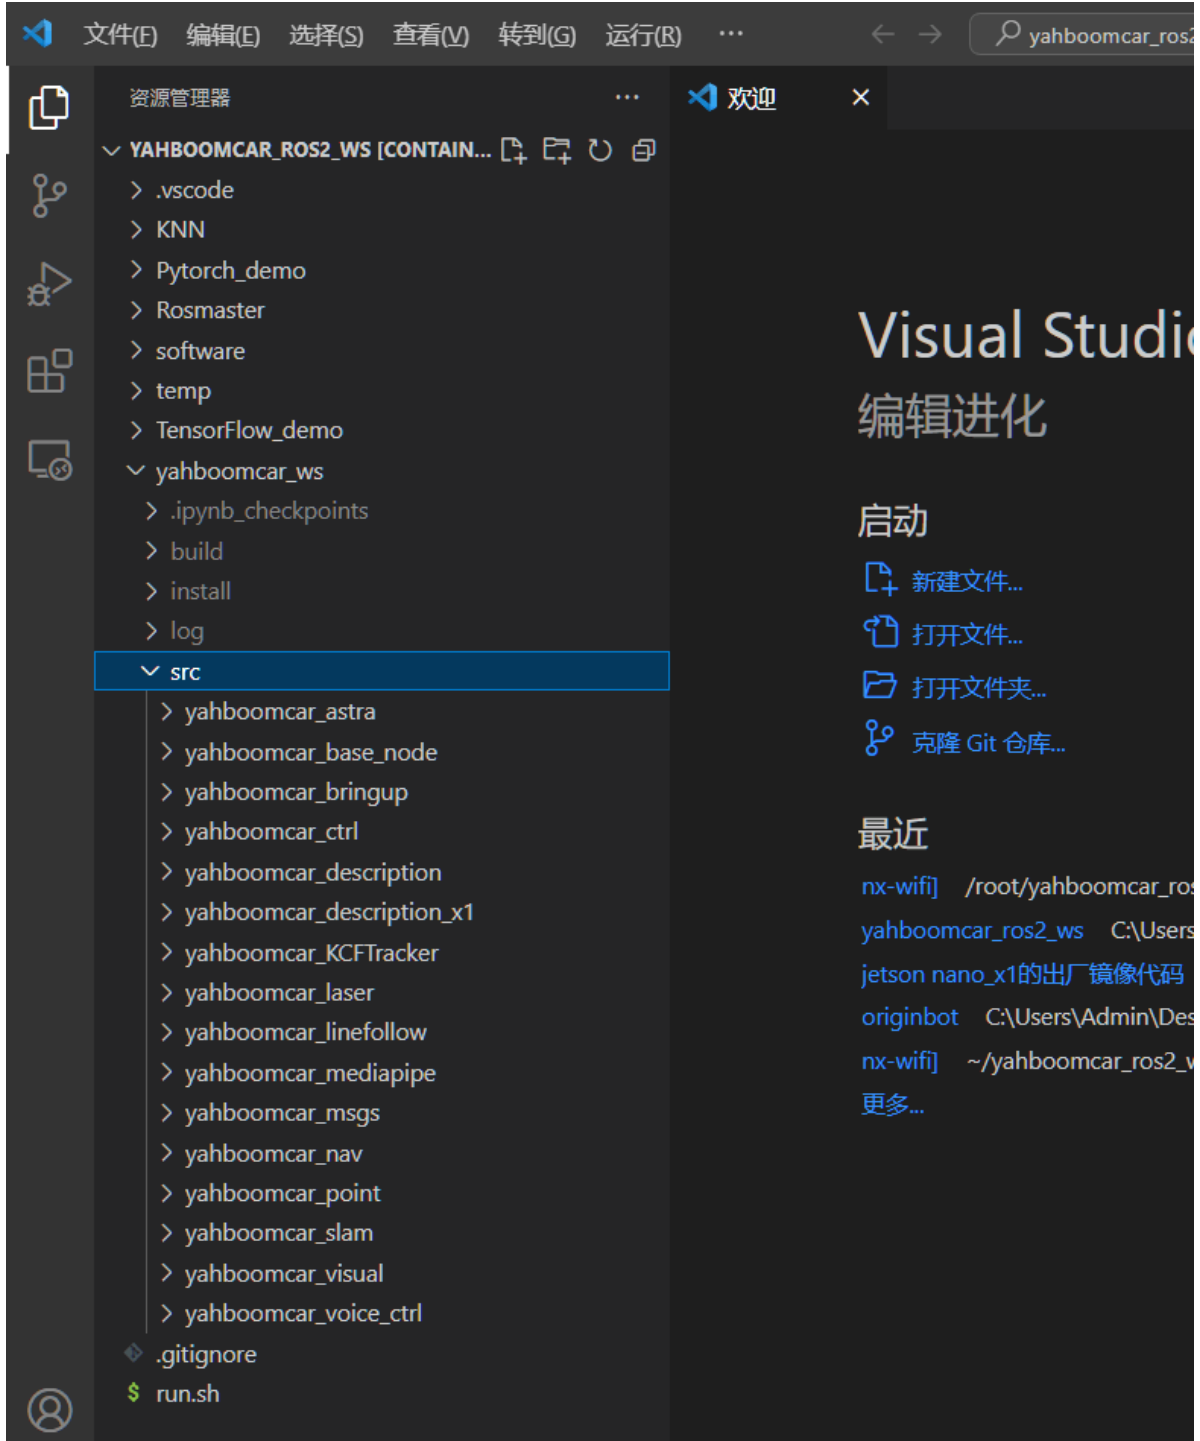 文件(F) 编辑(E) 选择(S) 查看(V) 转到(G) 运行(R) ··· yahboomcar_ros2
资源管理器 ···
欢迎
YAHBOOMCAR_ROS2_WS [CONTAIN...
.vscode
KNN
Pytorch_demo
Rosmaster
software
temp
TensorFlow_demo
yahboomcar_ws
.ipynb_checkpoints
build
install
log
src
yahboomcar_astra
yahboomcar_base_node
yahboomcar_bringup
yahboomcar_ctrl
yahboomcar_description
yahboomcar_description_x1
yahboomcar_KCFTracker
yahboomcar_laser
yahboomcar_linefollow
yahboomcar_mediapipe
yahboomcar_msgs
yahboomcar_nav
yahboomcar_point
yahboomcar_slam
yahboomcar_visual
yahboomcar_voice_ctrl
.gitignore
$ run.sh
Visual Studio
编辑进化
启动
新建文件...
打开文件...
打开文件夹...
克隆 Git 仓库...
最近
nx-wifi] /root/yahboomcar_ros
yahboomcar_ros2_ws C:\Users
jetson nano_x1的出厂镜像代码
originbot C:\Users\Admin\Des
nx-wifi] ~/yahboomcar_ros2_w
更多...